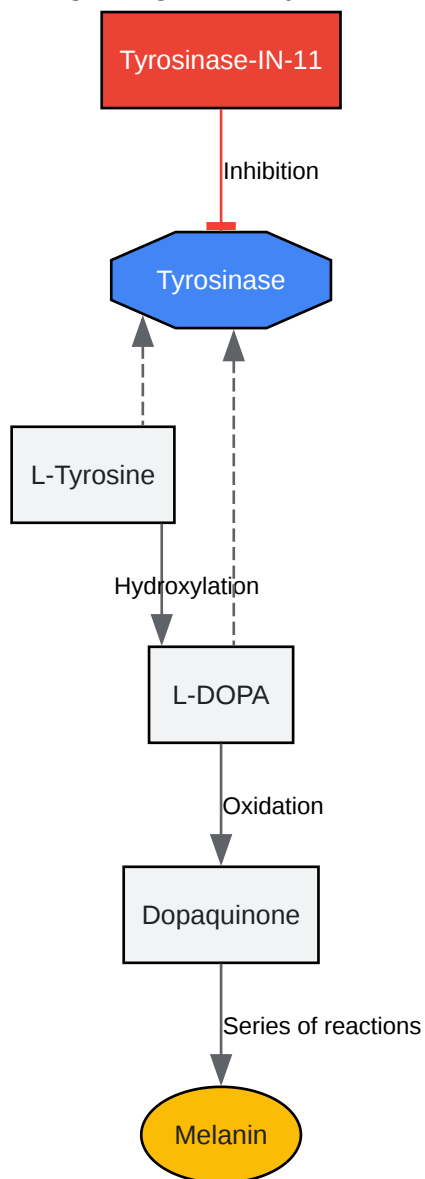 Tyrosinase-IN-11
Inhibition
Tyrosinase
L-Tyrosine
Hydroxylation
L-DOPA
Oxidation
Dopaquinone
Series of reactions
Melanin